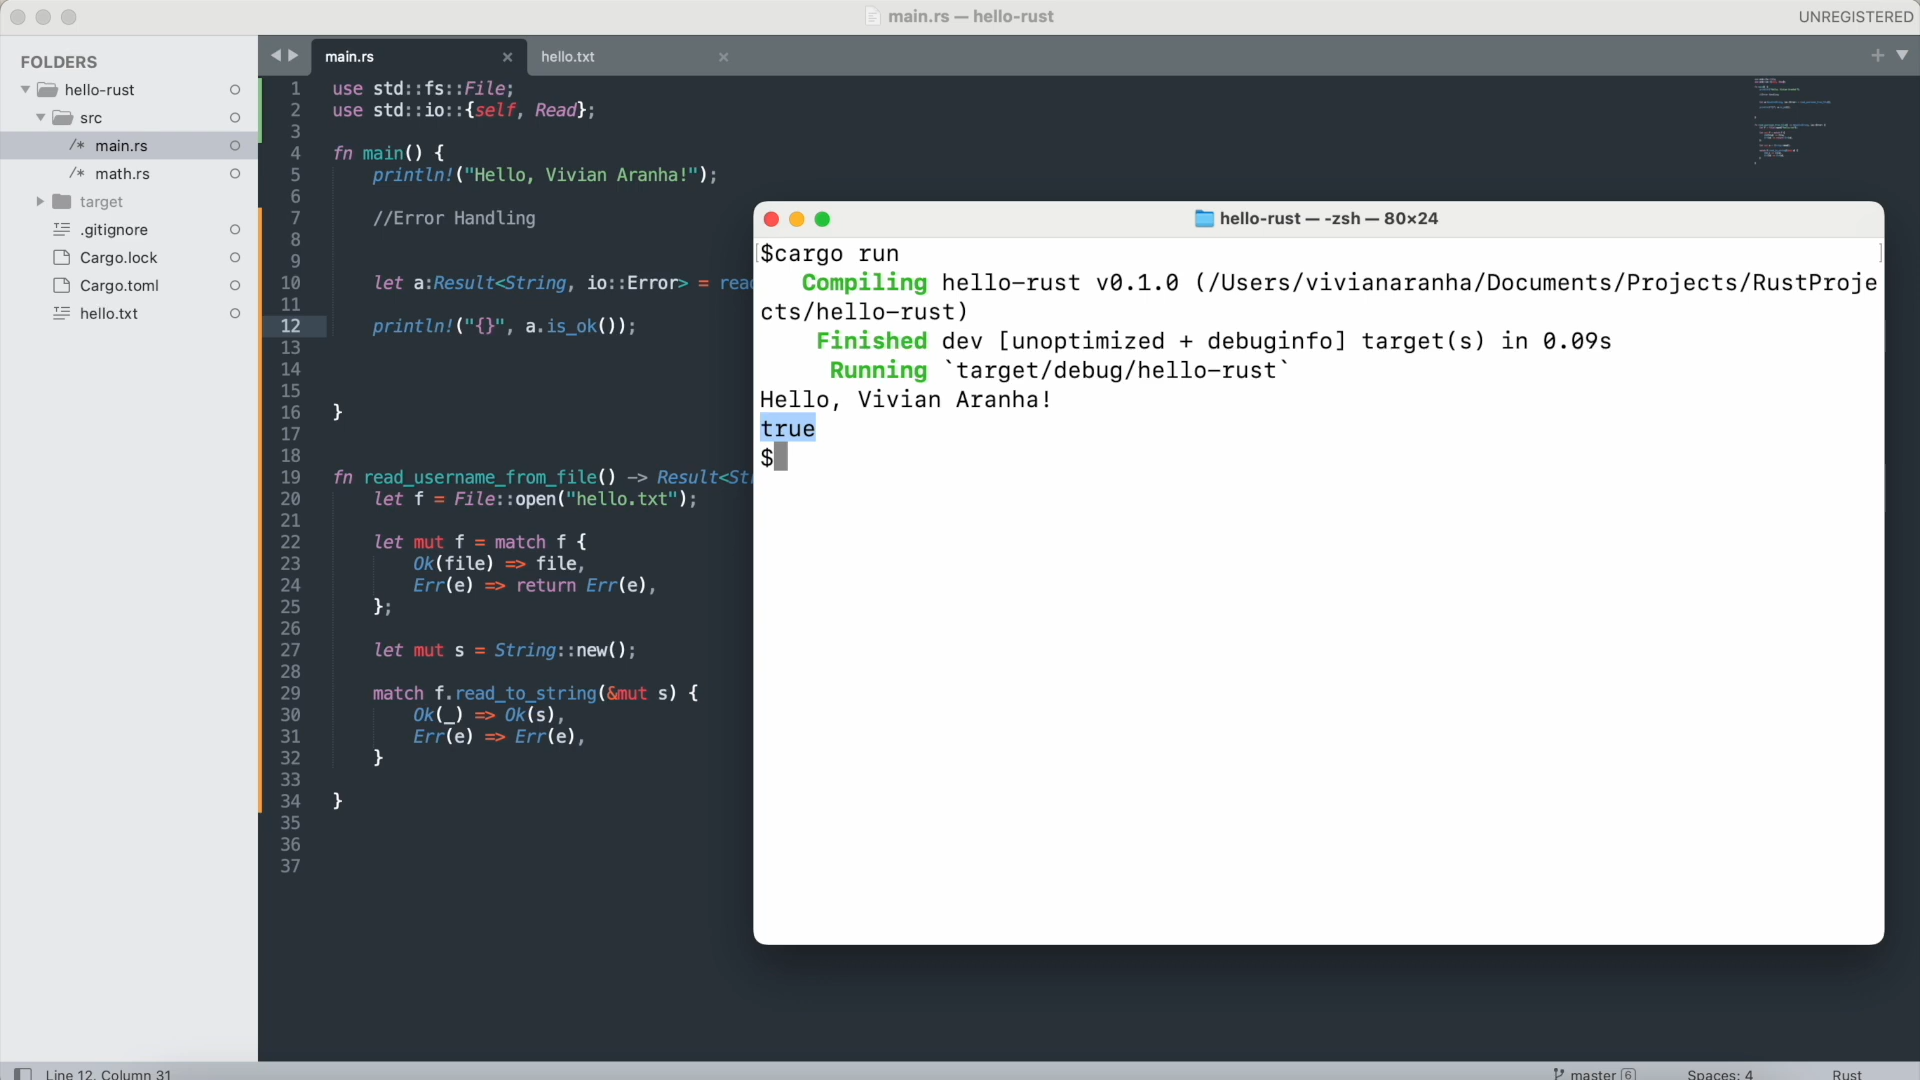 main.rs — hello-rust
UNREGISTERED
FOLDERS
hello-rust
src
/* main.rs
/* math.rs
target
.gitignore
Cargo.lock
Cargo.toml
hello.txt
main.rs
hello.txt
1 use std::fs::File;
2 use std::io::{self, Read};
3
4 fn main() {
5 println!("Hello, Vivian Aranha!");
6
7 //Error Handling
8
9
10 let a:Result<String, io::Error> = read
11
12 println!("{}", a.is_ok());
13
14
15
16 }
17
18
19 fn read_username_from_file() -> Result<Str
20 let f = File::open("hello.txt");
21
22 let mut f = match f {
23 Ok(file) => file,
24 Err(e) => return Err(e),
25 };
26
27 let mut s = String::new();
28
29 match f.read_to_string(&mut s) {
30 Ok(_) => Ok(s),
31 Err(e) => Err(e),
32 }
33
34 }
35
36
37
hello-rust — -zsh — 80×24
$cargo run
Compiling hello-rust v0.1.0 (/Users/vivianaranha/Documents/Projects/RustProje
cts/hello-rust)
Finished dev [unoptimized + debuginfo] target(s) in 0.09s
Running `target/debug/hello-rust`
Hello, Vivian Aranha!
true
$
Line 12, Column 31
master 6
Spaces: 4
Rust